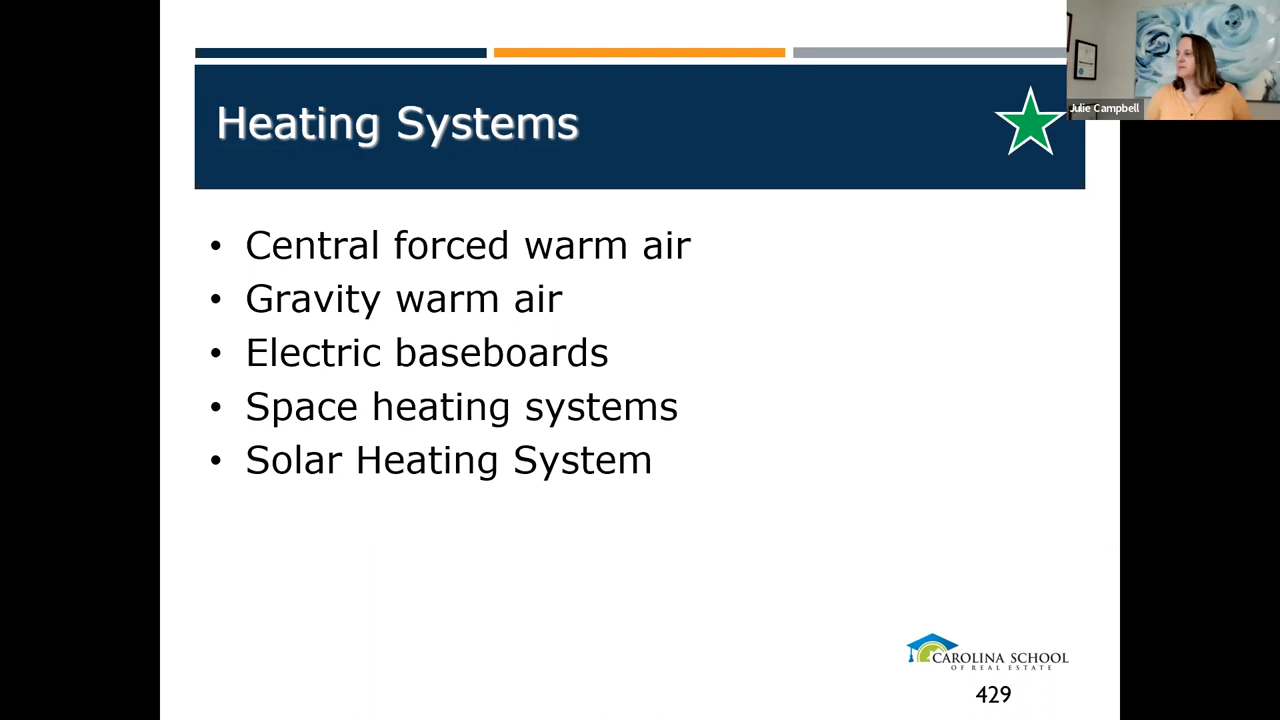 Heating Systems
Julie Campbell
• Central forced warm air
• Gravity warm air
• Electric baseboards
• Space heating systems
• Solar Heating System
CAROLINA SCHOOL
OF REAL ESTATE
429